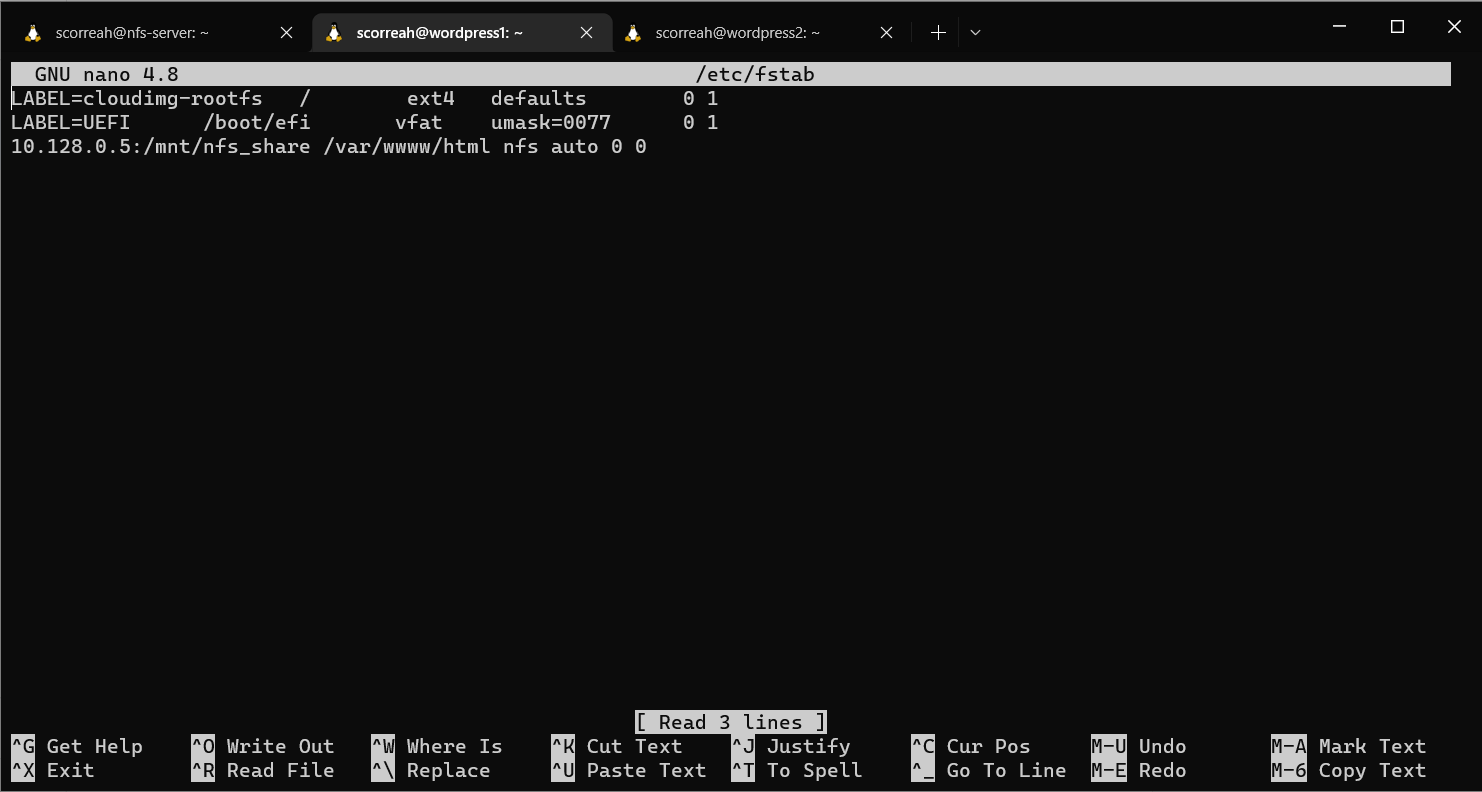 scorreah@nfs-server: ~ scorreah@wordpress1: ~ scorreah@wordpress2: ~
GNU nano 4.8 /etc/fstab
LABEL=cloudimg-rootfs / ext4 defaults 0 1
LABEL=UEFI /boot/efi vfat umask=0077 0 1
10.128.0.5:/mnt/nfs_share /var/wwww/html nfs auto 0 0
[ Read 3 lines ]
^G Get Help ^O Write Out ^W Where Is ^K Cut Text ^J Justify ^C Cur Pos M-U Undo M-A Mark Text
^X Exit ^R Read File ^\ Replace ^U Paste Text ^T To Spell ^_ Go To Line M-E Redo M-6 Copy Text